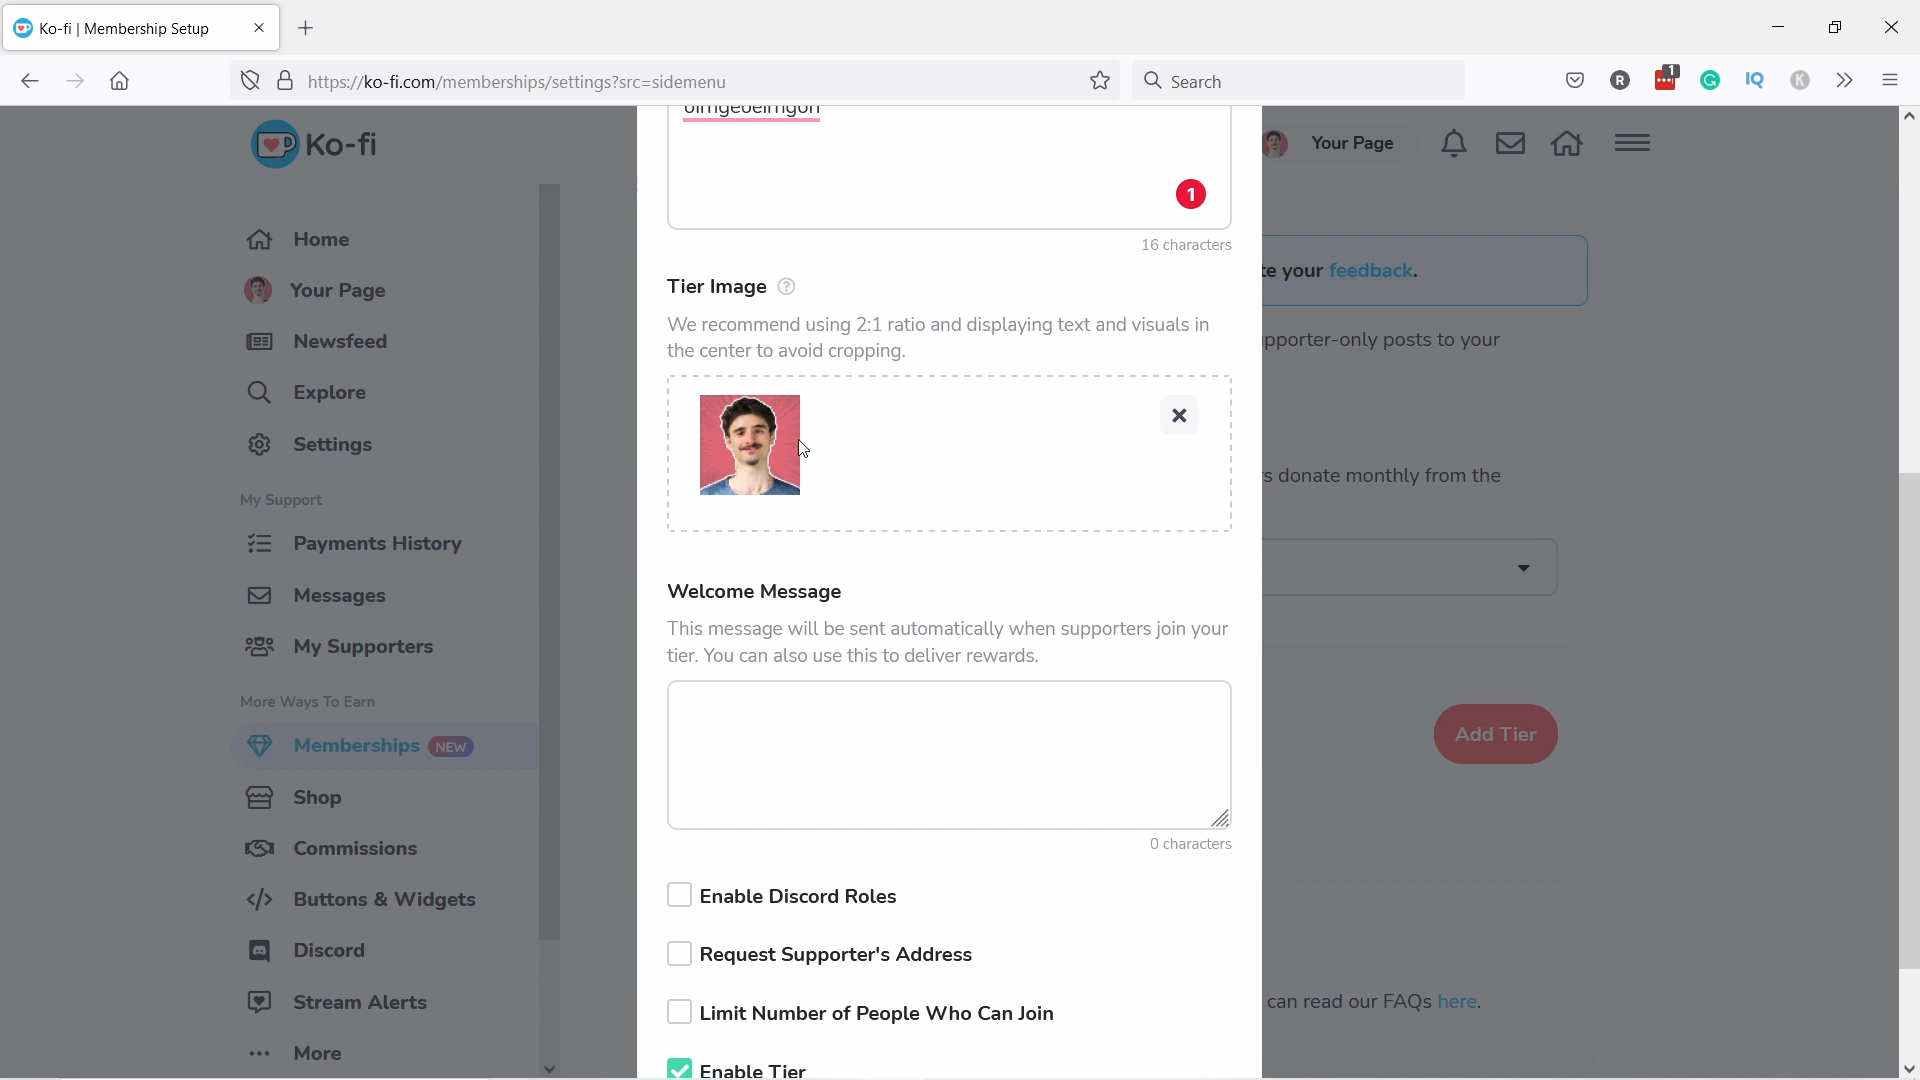 Ko-fi | Membership Setup
https://ko-fi.com/memberships/settings?src=sidemenu
Search
1
Ko-fi
Your Page
Home
Your Page
Newsfeed
Explore
Settings
My Support
Payments History
Messages
My Supporters
More Ways To Earn
Memberships NEW
Shop
Commissions
Buttons & Widgets
Discord
Stream Alerts
More
1
16 characters
Tier Image ?
We recommend using 2:1 ratio and displaying text and visuals in
the center to avoid cropping.
Welcome Message
This message will be sent automatically when supporters join your
tier. You can also use this to deliver rewards.
0 characters
Enable Discord Roles
Request Supporter's Address
Limit Number of People Who Can Join
Enable Tier
te your feedback.
pporter-only posts to your
s donate monthly from the
Add Tier
can read our FAQs here.